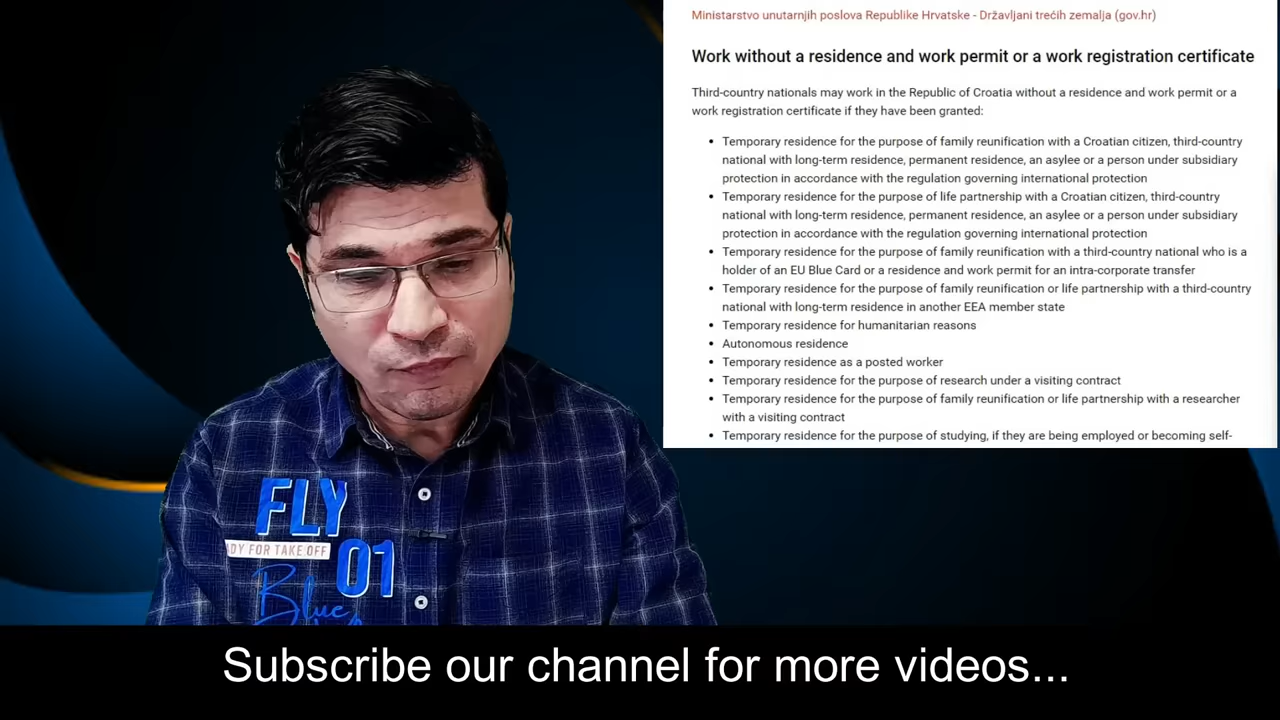 Ministarstvo unutarnjih poslova Republike Hrvatske - Državljani trećih zemalja (gov.hr)
Work without a residence and work permit or a work registration certificate
Third-country nationals may work in the Republic of Croatia without a residence and work permit or a
work registration certificate if they have been granted:
• Temporary residence for the purpose of family reunification with a Croatian citizen, third-country
national with long-term residence, permanent residence, an asylee or a person under subsidiary
protection in accordance with the regulation governing international protection
• Temporary residence for the purpose of life partnership with a Croatian citizen, third-country
national with long-term residence, permanent residence, an asylee or a person under subsidiary
protection in accordance with the regulation governing international protection
• Temporary residence for the purpose of family reunification with a third-country national who is a
holder of an EU Blue Card or a residence and work permit for an intra-corporate transfer
• Temporary residence for the purpose of family reunification or life partnership with a third-country
national with long-term residence in another EEA member state
• Temporary residence for humanitarian reasons
• Autonomous residence
• Temporary residence as a posted worker
• Temporary residence for the purpose of research under a visiting contract
• Temporary residence for the purpose of family reunification or life partnership with a researcher
with a visiting contract
• Temporary residence for the purpose of studying, if they are being employed or becoming self-
FLY
ADY FOR TAKE OFF
01
Blue
Subscribe our channel for more videos...